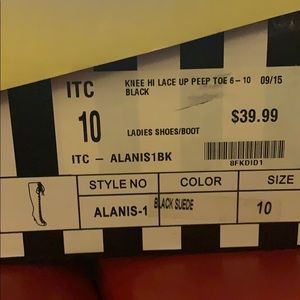 ITC KNEE HI LACE UP PEEP TOE 6-10 09/15
BLACK
10 $39.99
LADIES SHOES/BOOT
ITC - ALANIS1BK 8FKDID1
STYLE NO COLOR SIZE
ALANIS-1 BLACK SUEDE 10